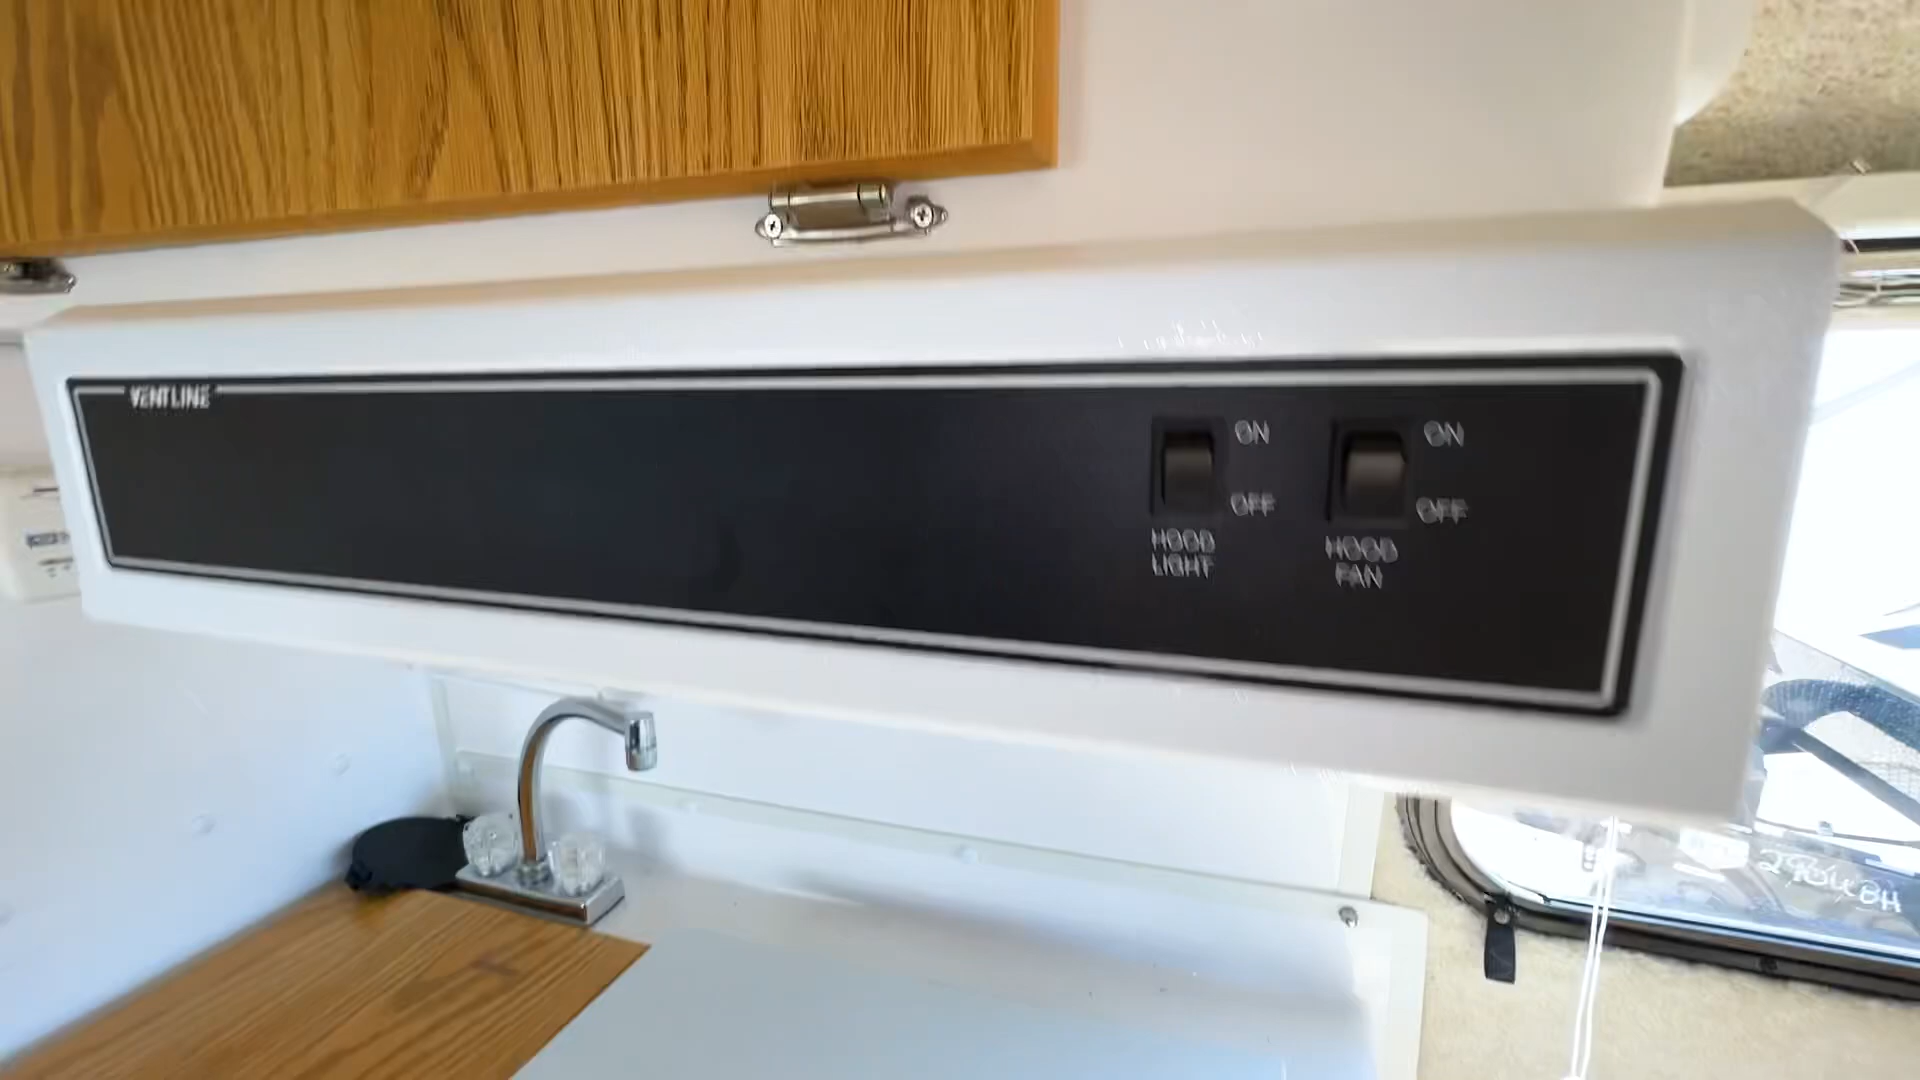 VENTLINE
ON
ON
OFF
OFF
HOOD
LIGHT
HOOD
FAN